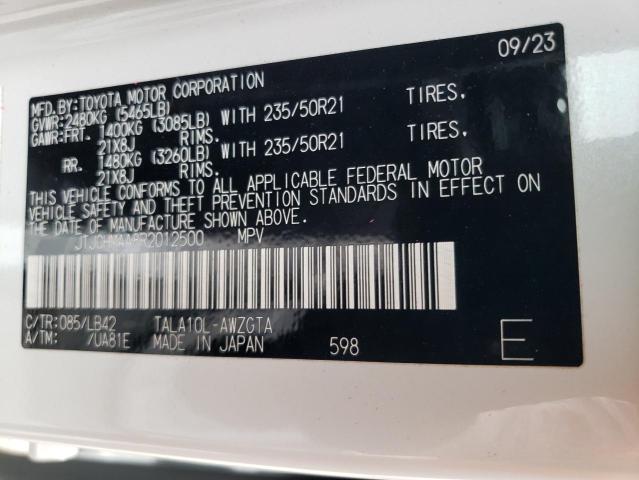 09/23
MFD.BY:TOYOTA MOTOR CORPORATION
GVWR:2480KG (5465LB)
GAWR:FRT. 1400KG (3085LB) WITH 235/50R21 TIRES,
21X8J RIMS.
RR. 1480KG (3260LB) WITH 235/50R21 TIRES,
21X8J RIMS.
THIS VEHICLE CONFORMS TO ALL APPLICABLE FEDERAL MOTOR
VEHICLE SAFETY AND THEFT PREVENTION STANDARDS IN EFFECT ON
THE DATE OF MANUFACTURE SHOWN ABOVE.
MPV
C/TR:085/LB42 TALA10L-AWZGTA
A/TM: /UA81E MADE IN JAPAN 598 E